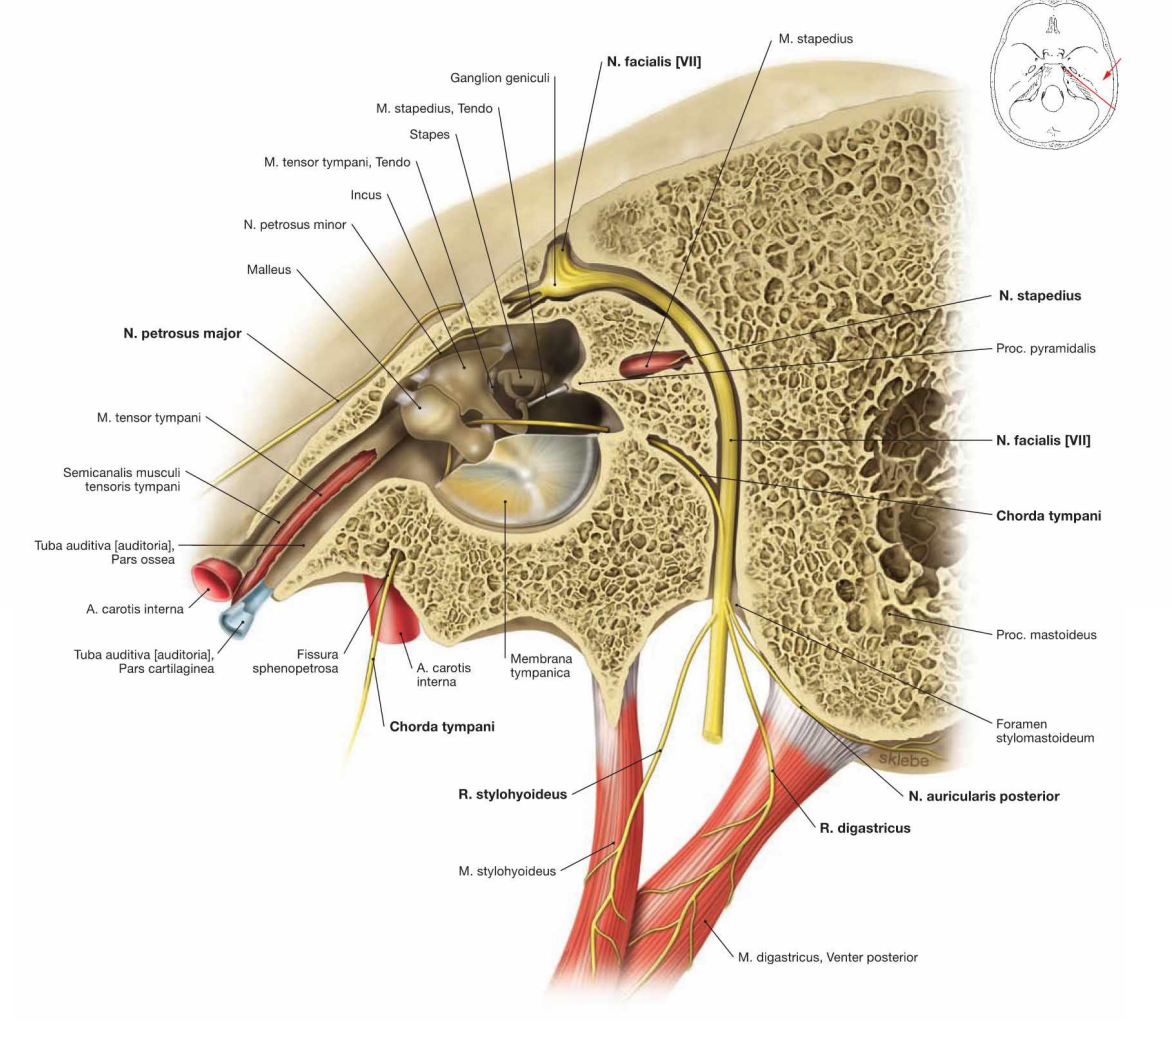 M. stapedius
N. facialis [VII]
Ganglion geniculi
M. stapedius, Tendo
Stapes
M. tensor tympani, Tendo
Incus
N. petrosus minor
Malleus
N. stapedius
N. petrosus major
Proc. pyramidalis
M. tensor tympani
N. facialis [VII]
Semicanalis musculi
tensoris tympani
Chorda tympani
Tuba auditiva [auditoria],
Pars ossea
A. carotis interna
Proc. mastoideus
Tuba auditiva [auditoria],
Pars cartilaginea
Fissura
sphenopetrosa
A. carotis
interna
Membrana
tympanica
Chorda tympani
Foramen
stylomastoideum
sklebe
R. stylohyoideus
N. auricularis posterior
R. digastricus
M. stylohyoideus
M. digastricus, Venter posterior